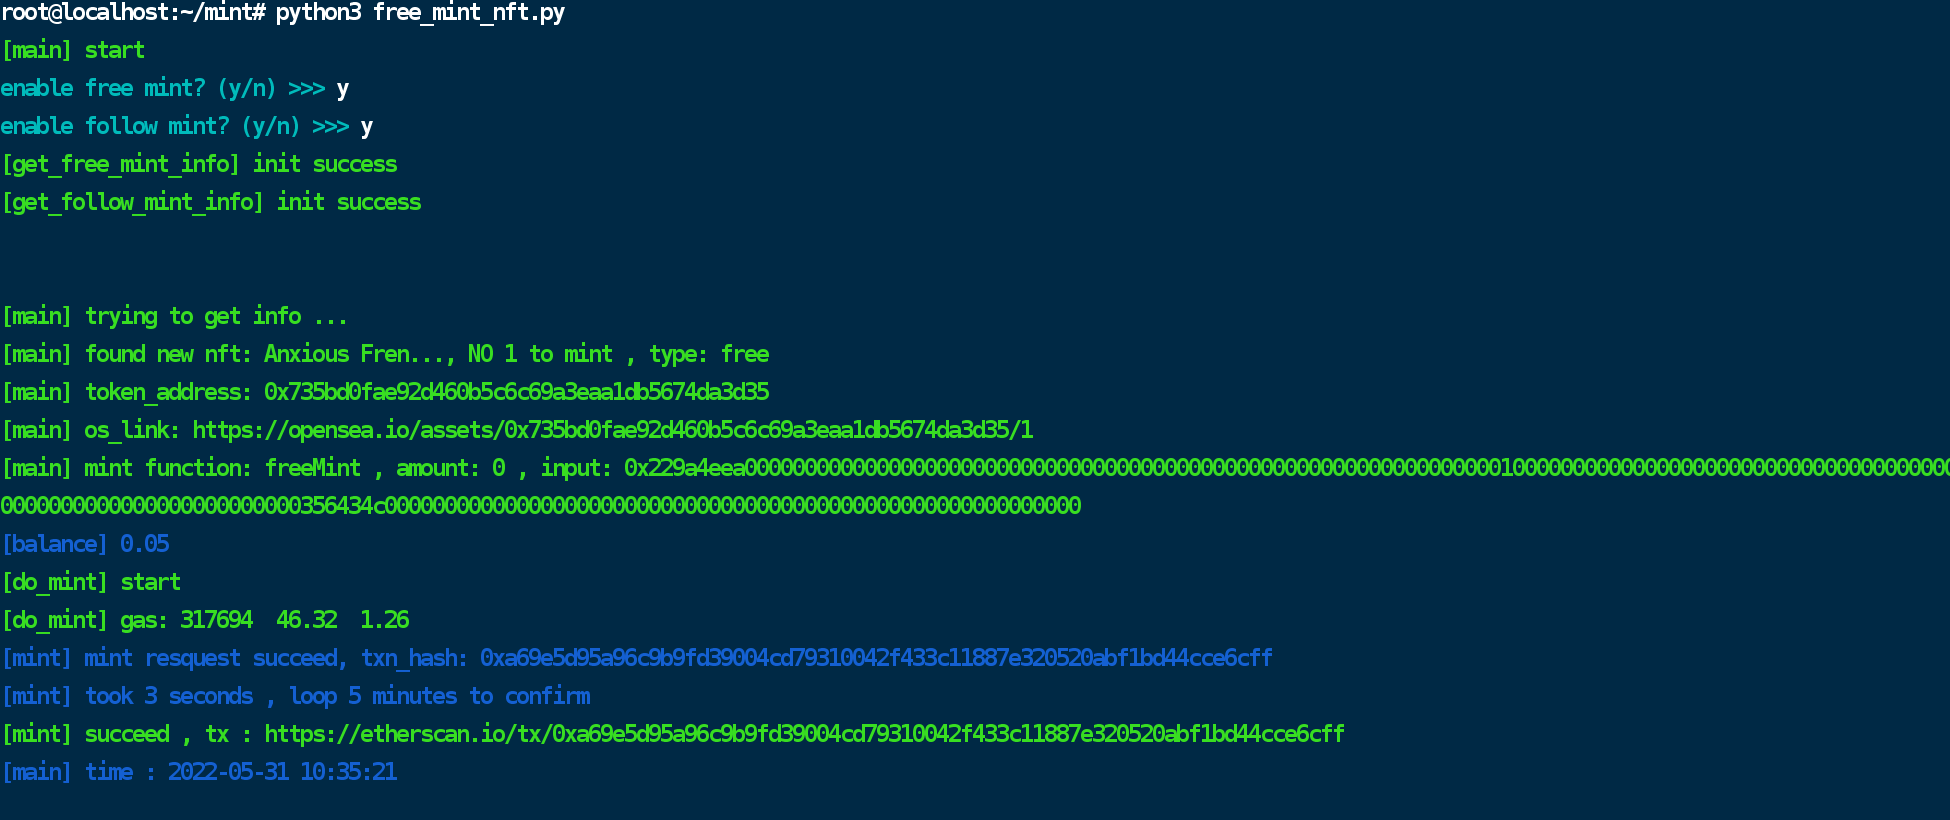 root@localhost:~/mint# python3 free_mint_nft.py
[main] start
enable free mint? (y/n) >>> y
enable follow mint? (y/n) >>> y
[get_free_mint_info] init success
[get_follow_mint_info] init success
[main] trying to get info ...
[main] found new nft: Anxious Fren..., NO 1 to mint , type: free
[main] token_address: 0x735bd0fae92d460b5c6c69a3eaa1db5674da3d35
[main] os_link: https://opensea.io/assets/0x735bd0fae92d460b5c6c69a3eaa1db5674da3d35/1
[main] mint function: freeMint , amount: 0 , input: 0x229a4eea00000000000000000000000000000000000000000000000000000000000000010000000000000000000000000000000000000
0000000000000000000000000356434c0000000000000000000000000000000000000000000000000000000000
[balance] 0.05
[do_mint] start
[do_mint] gas: 317694  46.32  1.26
[mint] mint resquest succeed, txn_hash: 0xa69e5d95a96c9b9fd39004cd79310042f433c11887e320520abf1bd44cce6cff
[mint] took 3 seconds , loop 5 minutes to confirm
[mint] succeed , tx : https://etherscan.io/tx/0xa69e5d95a96c9b9fd39004cd79310042f433c11887e320520abf1bd44cce6cff
[main] time : 2022-05-31 10:35:21